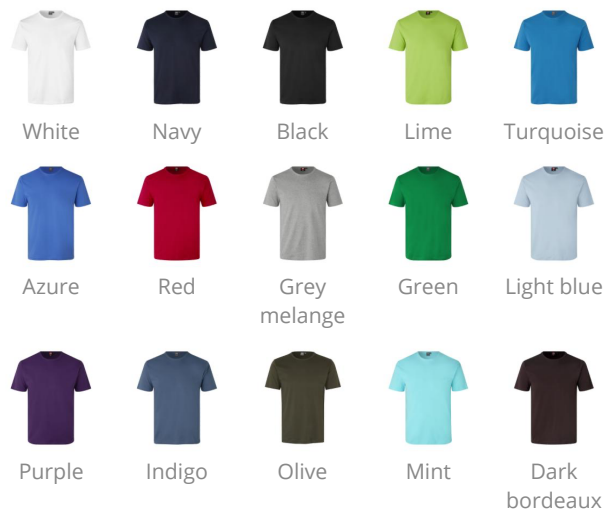 White
Navy
Black
Lime
Turquoise
Azure
Red
Grey
melange
Green
Light blue
Purple
Indigo
Olive
Mint
Dark
bordeaux